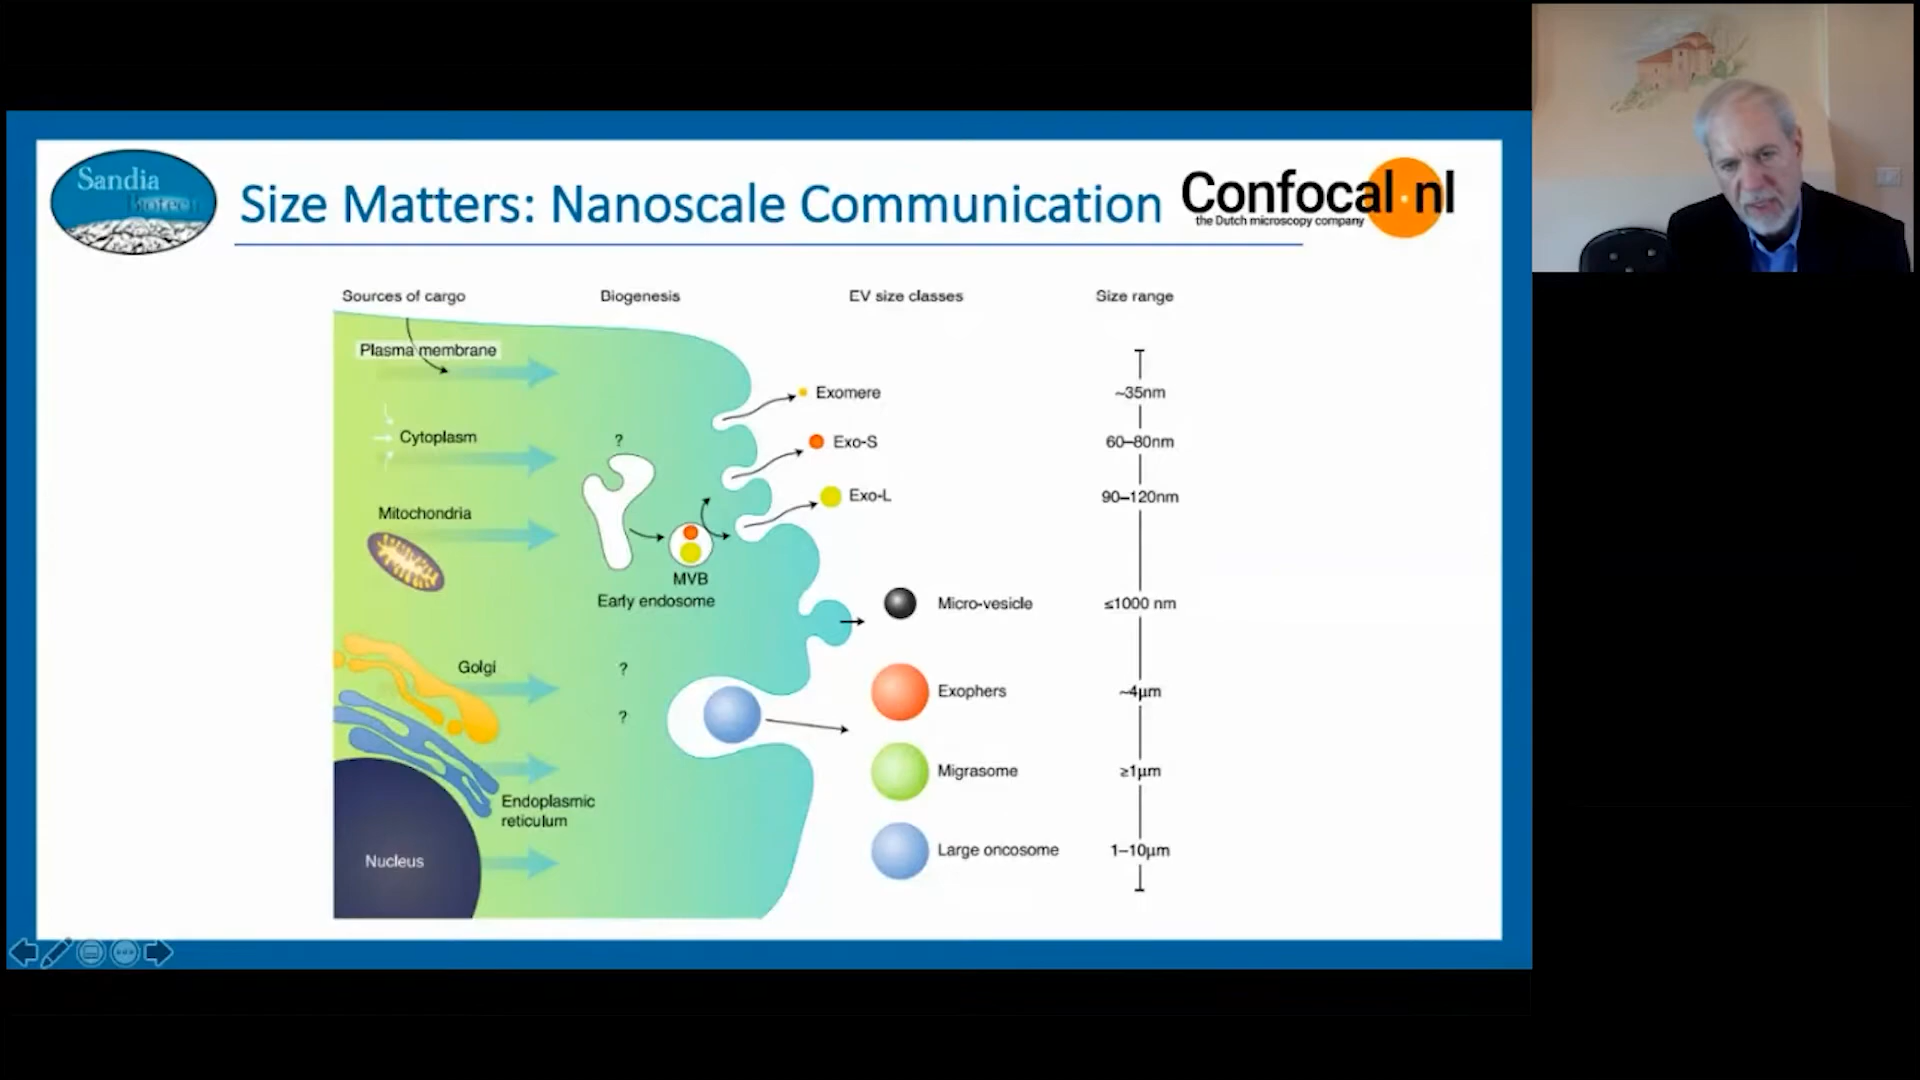 Sandia
Biotech
Size Matters: Nanoscale Communication
Confocal.nl
the Dutch microscopy company
Sources of cargo
Biogenesis
EV size classes
Size range
Plasma membrane
Exomere
~35nm
Cytoplasm
?
Exo-S
60–80nm
Exo-L
90–120nm
Mitochondria
MVB
Early endosome
Micro-vesicle
≤1000 nm
Golgi
?
Exophers
~4μm
?
Migrasome
≥1μm
Endoplasmic
reticulum
Large oncosome
1–10μm
Nucleus